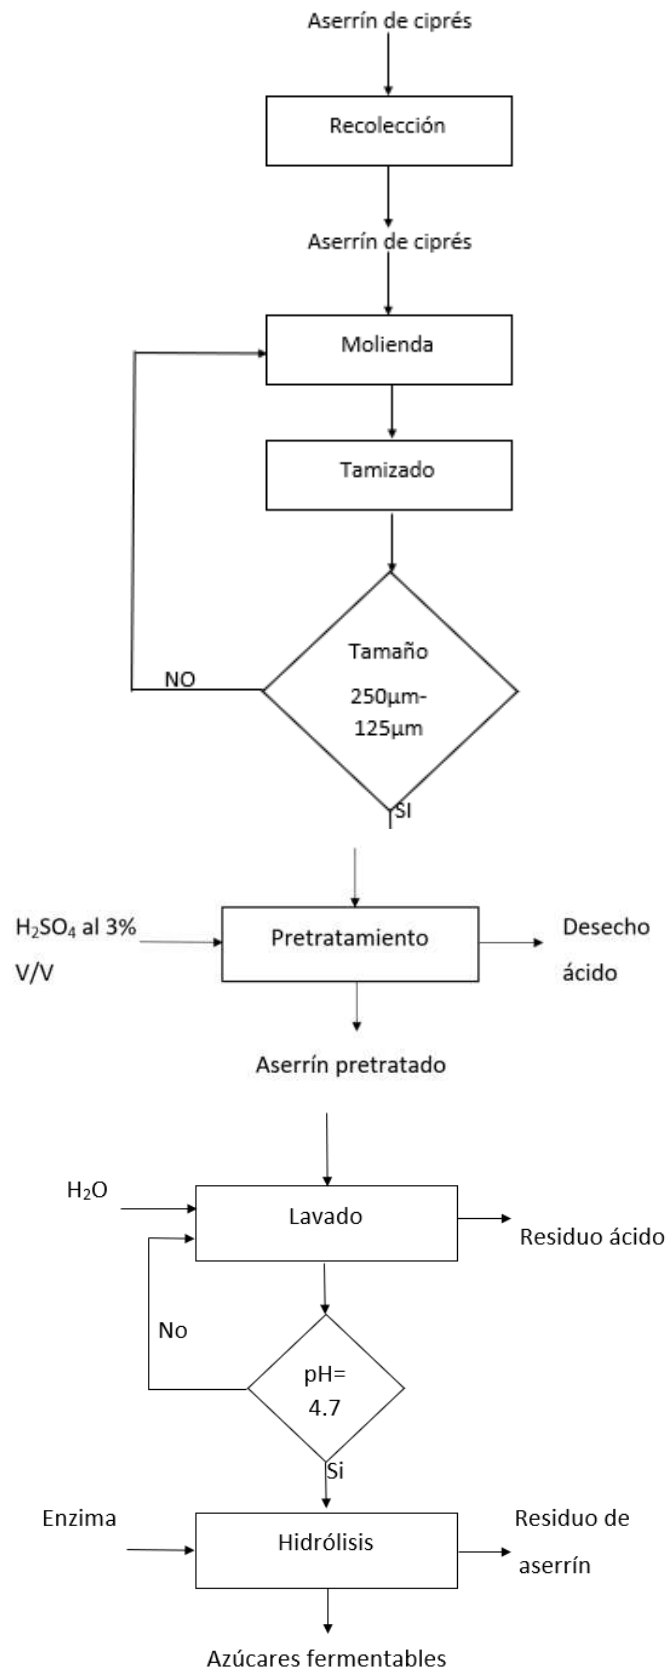 Aserrín de ciprés
Recolección
Aserrín de ciprés
Molienda
Tamizado
Tamaño
250µm-
125µm
NO
SI
H₂SO₄ al 3%
V/V
Pretratamiento
Desecho
ácido
Aserrín pretratado
H₂O
Lavado
Residuo ácido
No
pH=
4.7
Si
Enzima
Hidrólisis
Residuo de
aserrín
Azúcares fermentables